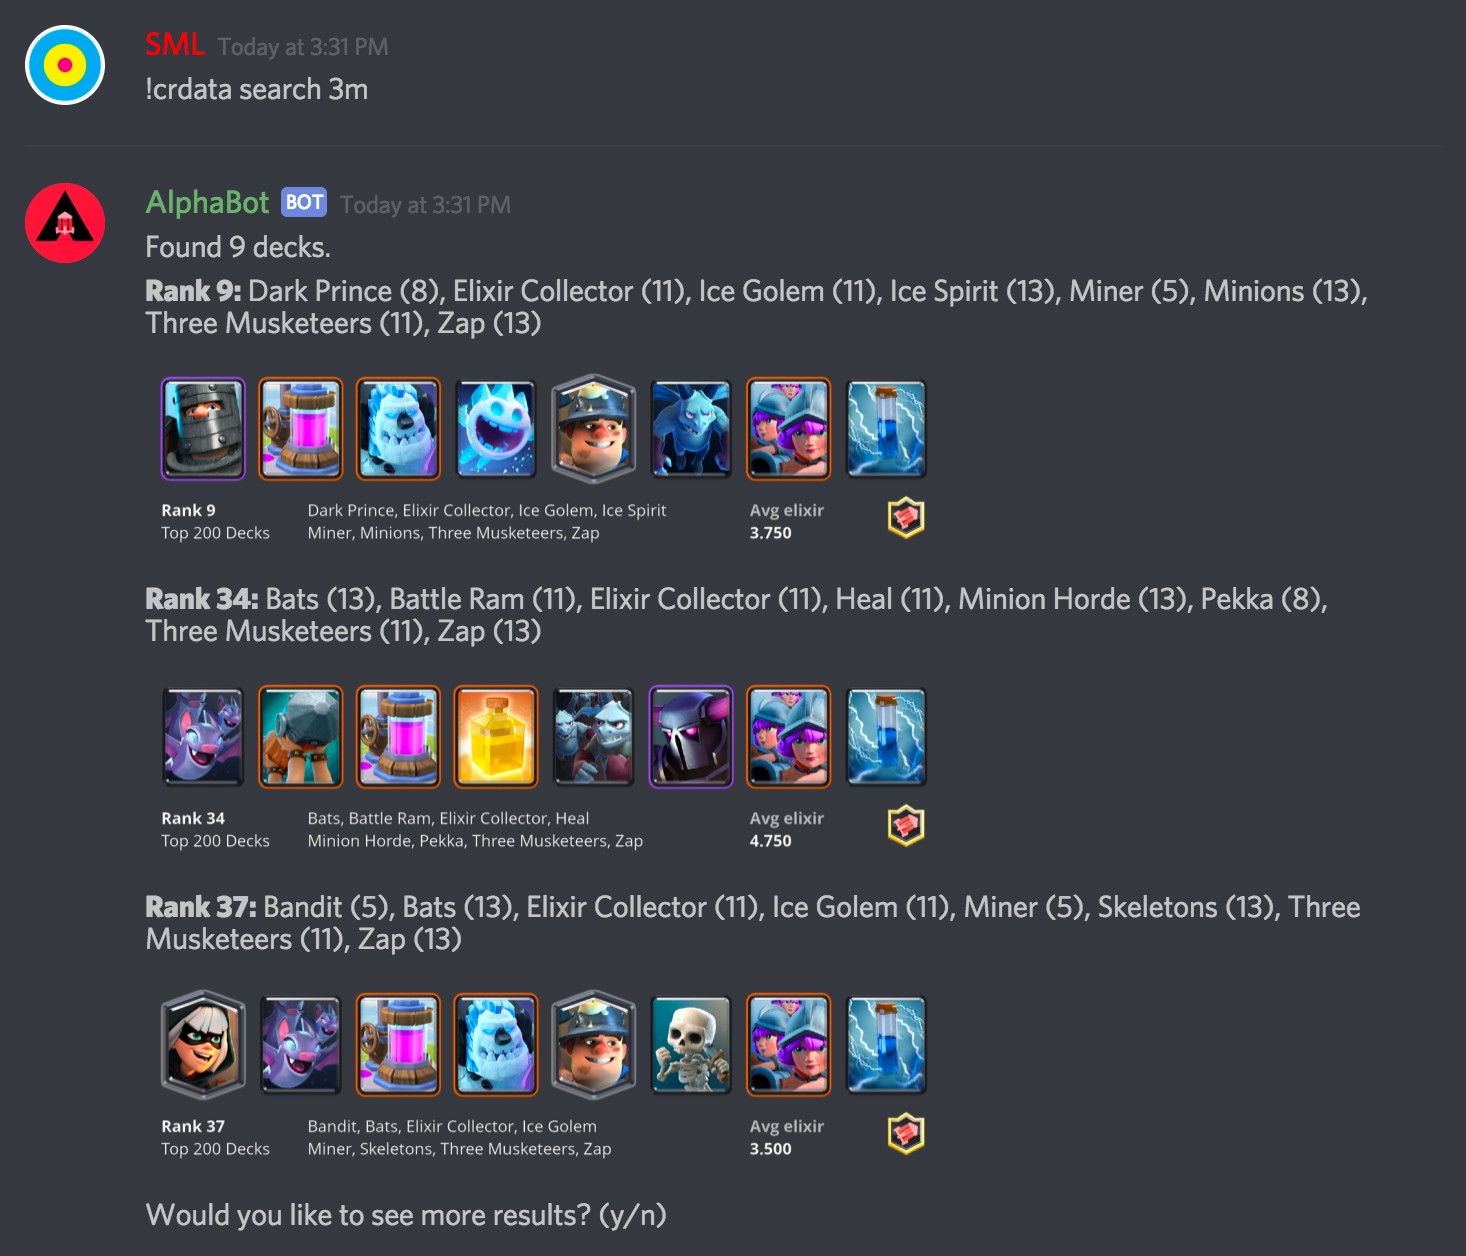 SML Today at 3:31 PM
!crdata search 3m
AlphaBot BOT Today at 3:31 PM
Found 9 decks.
Rank 9: Dark Prince (8), Elixir Collector (11), Ice Golem (11), Ice Spirit (13), Miner (5), Minions (13),
Three Musketeers (11), Zap (13)
Rank 9 Dark Prince, Elixir Collector, Ice Golem, Ice Spirit Avg elixir
Top 200 Decks Miner, Minions, Three Musketeers, Zap 3.750
Rank 34: Bats (13), Battle Ram (11), Elixir Collector (11), Heal (11), Minion Horde (13), Pekka (8),
Three Musketeers (11), Zap (13)
Rank 34 Bats, Battle Ram, Elixir Collector, Heal Avg elixir
Top 200 Decks Minion Horde, Pekka, Three Musketeers, Zap 4.750
Rank 37: Bandit (5), Bats (13), Elixir Collector (11), Ice Golem (11), Miner (5), Skeletons (13), Three
Musketeers (11), Zap (13)
Rank 37 Bandit, Bats, Elixir Collector, Ice Golem Avg elixir
Top 200 Decks Miner, Skeletons, Three Musketeers, Zap 3.500
Would you like to see more results? (y/n)